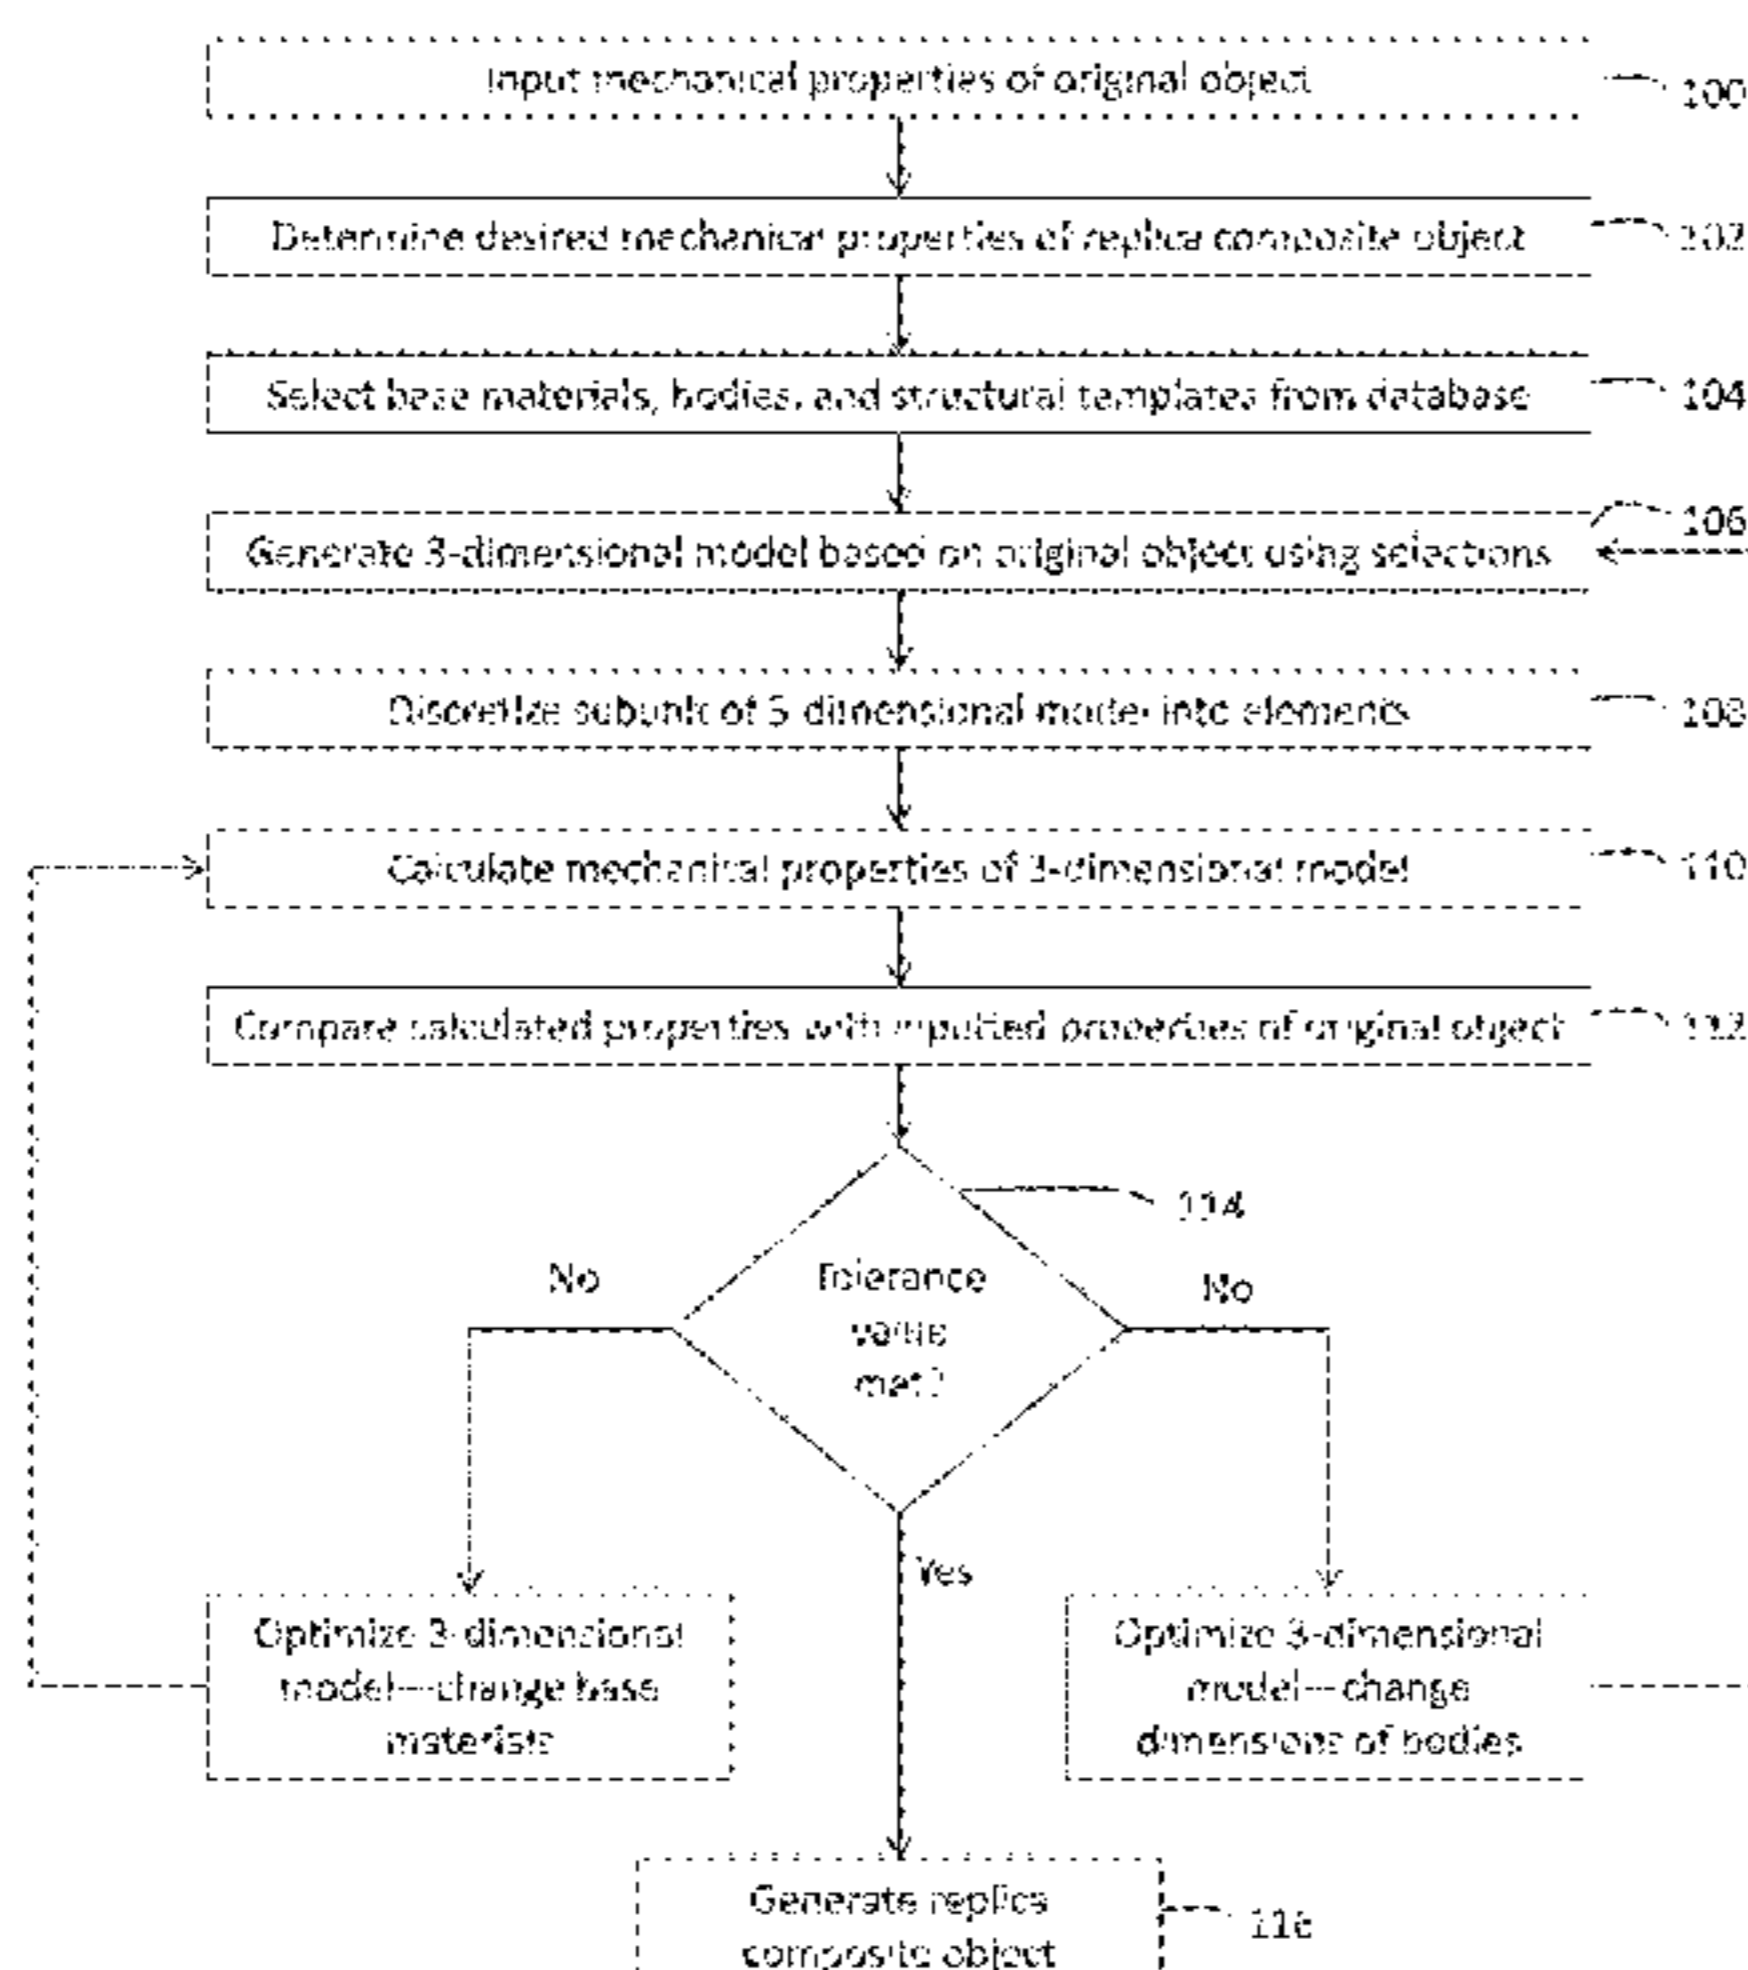 Input mechanical properties of original object
100
Determine desired mechanical properties of replica composite object
102
Select base materials, bodies, and structural templates from database
104
Generate 3-dimensional model based on original object using selections
106
Discretize subunit of 3-dimensional model into elements
108
Calculate mechanical properties of 3-dimensional model
110
Compare calculated properties with inputted properties of original object
112
114
No
Tolerance
value
met?
No
Yes
Optimize 3-dimensional
model--change base
materials
Optimize 3-dimensional
model--change
dimensions of bodies
Generate replica
composite object
116